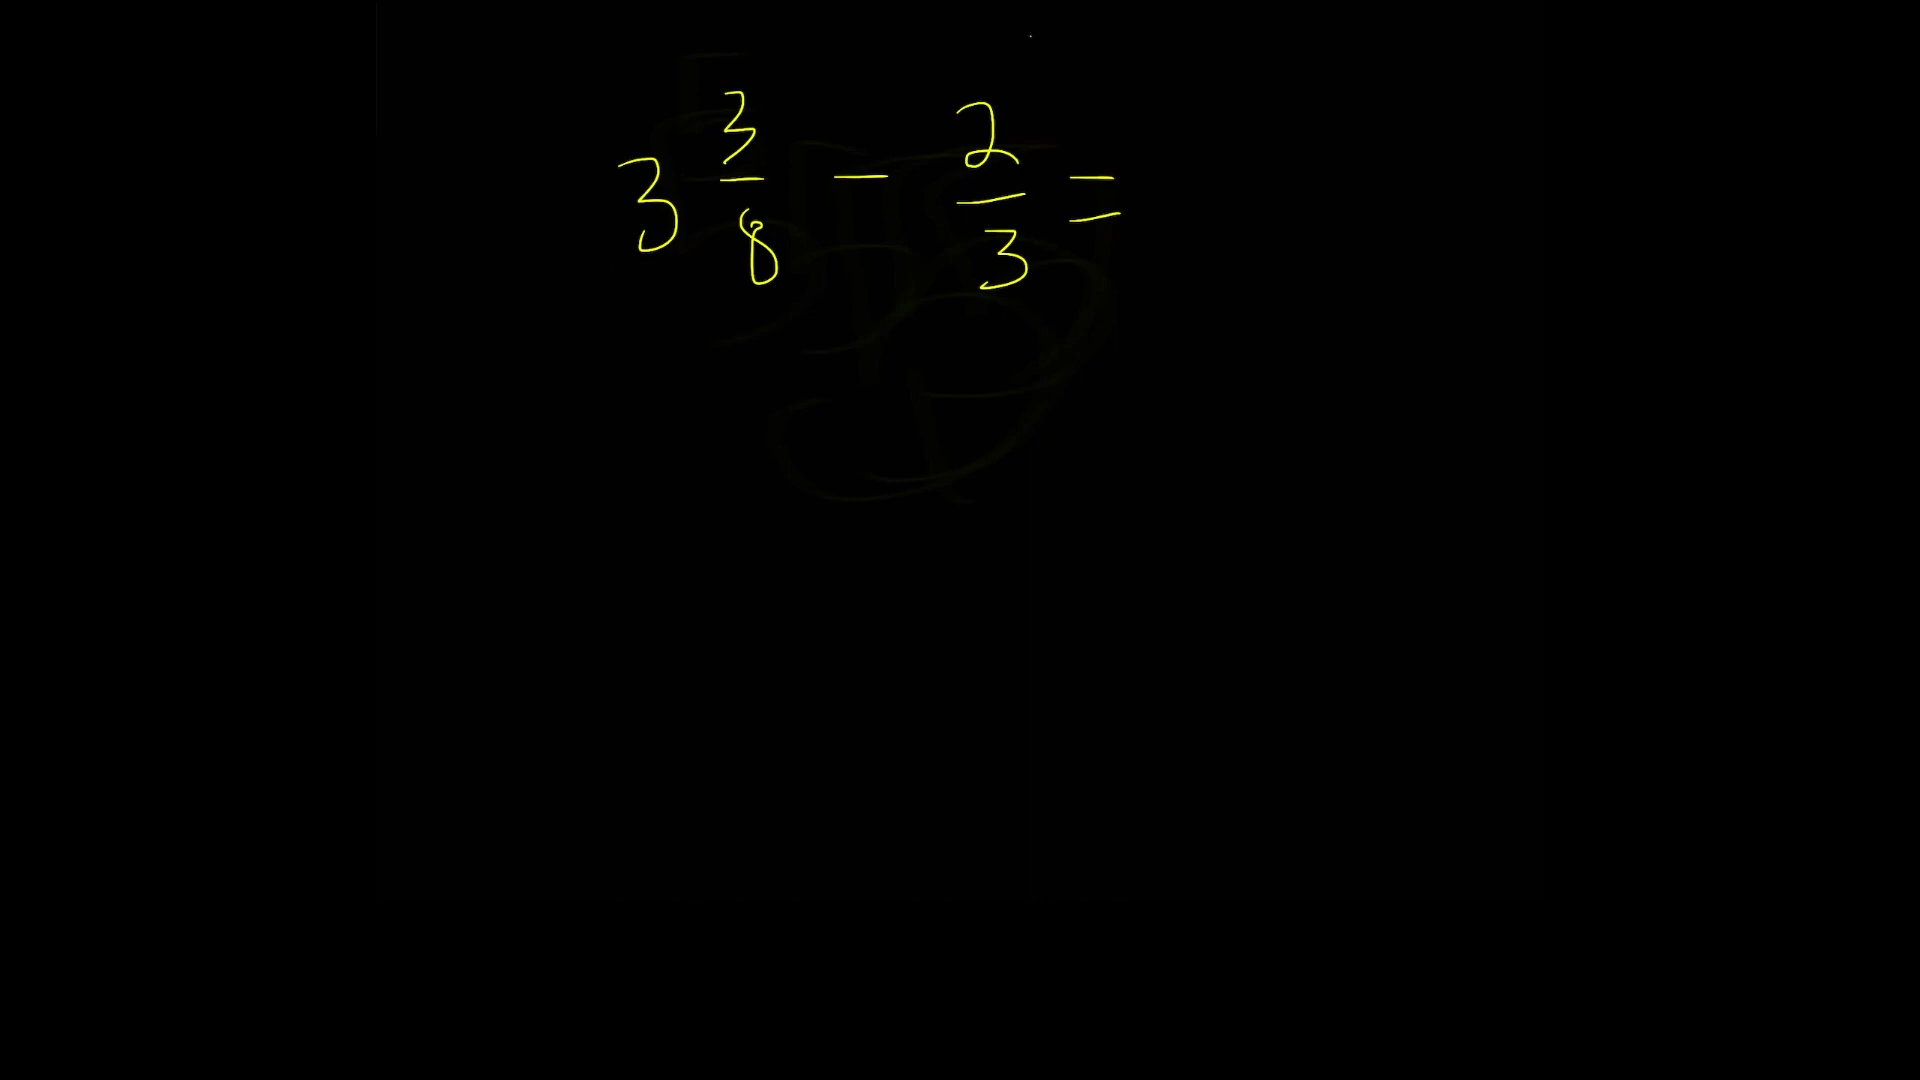 3 3/8 - 2/3 =